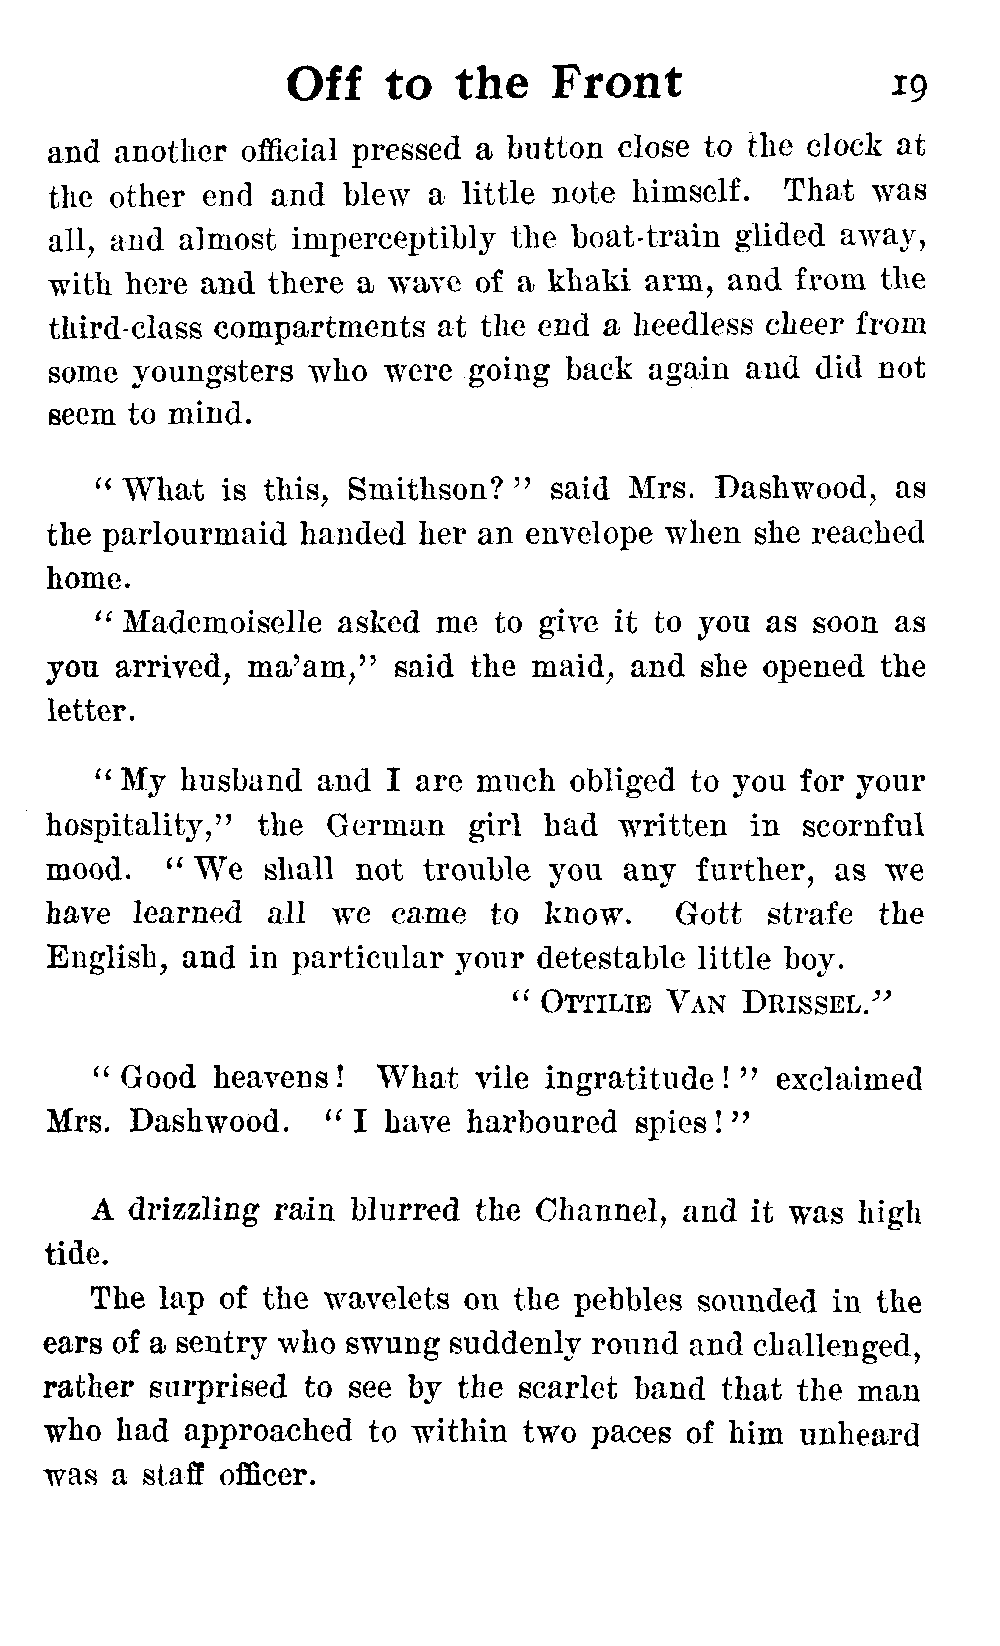 Off to the Front 19
and another official pressed a button close to the clock at
the other end and blew a little note himself. That was
all, and almost imperceptibly the boat-train glided away,
with here and there a wave of a khaki arm, and from the
third-class compartments at the end a heedless cheer from
some youngsters who were going back again and did not
seem to mind.
“ What is this, Smithson? ” said Mrs. Dashwood, as
the parlourmaid handed her an envelope when she reached
home.
“ Mademoiselle asked me to give it to you as soon as
you arrived, ma’am,” said the maid, and she opened the
letter.
“ My husband and I are much obliged to you for your
hospitality,” the German girl had written in scornful
mood. “ We shall not trouble you any further, as we
have learned all we came to know. Gott strafe the
English, and in particular your detestable little boy.
“ OTTILIE VAN DRISSEL.”
“ Good heavens! What vile ingratitude! ” exclaimed
Mrs. Dashwood. “ I have harboured spies! ”
A drizzling rain blurred the Channel, and it was high
tide.
The lap of the wavelets on the pebbles sounded in the
ears of a sentry who swung suddenly round and challenged,
rather surprised to see by the scarlet band that the man
who had approached to within two paces of him unheard
was a staff officer.